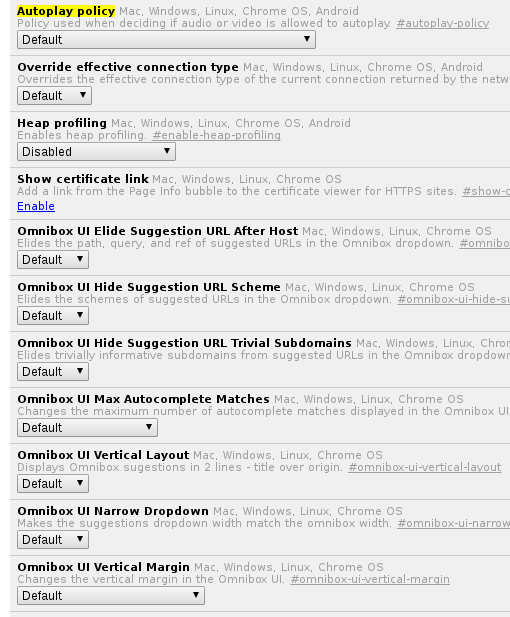 Autoplay policy Mac, Windows, Linux, Chrome OS, Android
Policy used when deciding if audio or video is allowed to autoplay. #autoplay-policy
Default
Override effective connection type Mac, Windows, Linux, Chrome OS, Android
Overrides the effective connection type of the current connection returned by the netw
Default
Heap profiling Mac, Windows, Linux, Chrome OS, Android
Enables heap profiling. #enable-heap-profiling
Disabled
Show certificate link Mac, Windows, Linux, Chrome OS
Add a link from the Page Info bubble to the certificate viewer for HTTPS sites. #show-c
Enable
Omnibox UI Elide Suggestion URL After Host Mac, Windows, Linux, Chrome OS
Elides the path, query, and ref of suggested URLs in the Omnibox dropdown. #omnibo
Default
Omnibox UI Hide Suggestion URL Scheme Mac, Windows, Linux, Chrome OS
Elides the schemes of suggested URLs in the Omnibox dropdown. #omnibox-ui-hide-su
Default
Omnibox UI Hide Suggestion URL Trivial Subdomains Mac, Windows, Linux, Chror
Elides trivially informative subdomains from suggested URLs in the Omnibox dropdown
Default
Omnibox UI Max Autocomplete Matches Mac, Windows, Linux, Chrome OS
Changes the maximum number of autocomplete matches displayed in the Omnibox UI
Default
Omnibox UI Vertical Layout Mac, Windows, Linux, Chrome OS
Displays Omnibox sugestions in 2 lines - title over origin. #omnibox-ui-vertical-layout
Default
Omnibox UI Narrow Dropdown Mac, Windows, Linux, Chrome OS
Makes the suggestions dropdown width match the omnibox width. #omnibox-ui-narrow
Default
Omnibox UI Vertical Margin Mac, Windows, Linux, Chrome OS
Changes the vertical margin in the Omnibox UI. #omnibox-ui-vertical-margin
Default